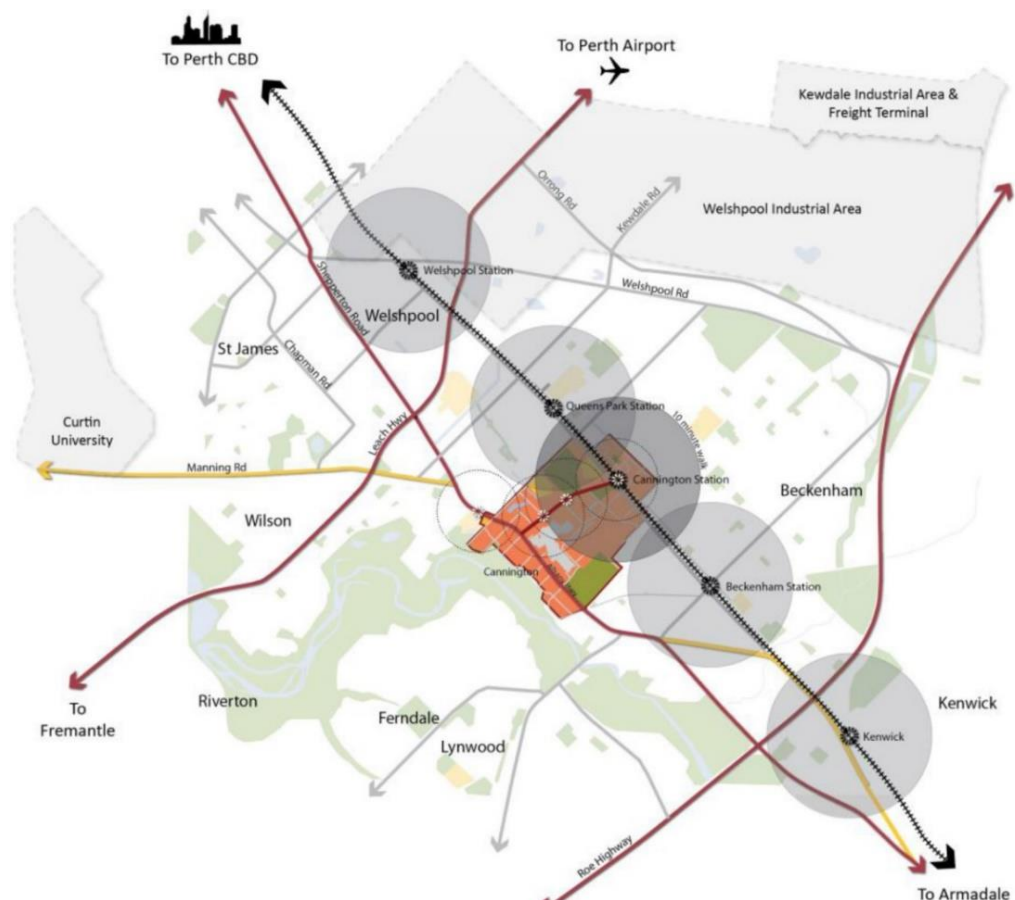 To Perth CBD
To Perth Airport
Kewdale Industrial Area &
Freight Terminal
Orrong Rd
Kewdale Rd
Welshpool Industrial Area
Welshpool Station
Shepperton Road
Welshpool Rd
Welshpool
St James
Chapman Rd
Queens Park Station
10 minute walk
Curtin
University
Leach Hwy
Manning Rd
Cannington Station
Beckenham
Wilson
Cannington
Beckenham Station
Riverton
To
Fremantle
Ferndale
Lynwood
Kenwick
Kenwick
Roe Highway
To Armadale